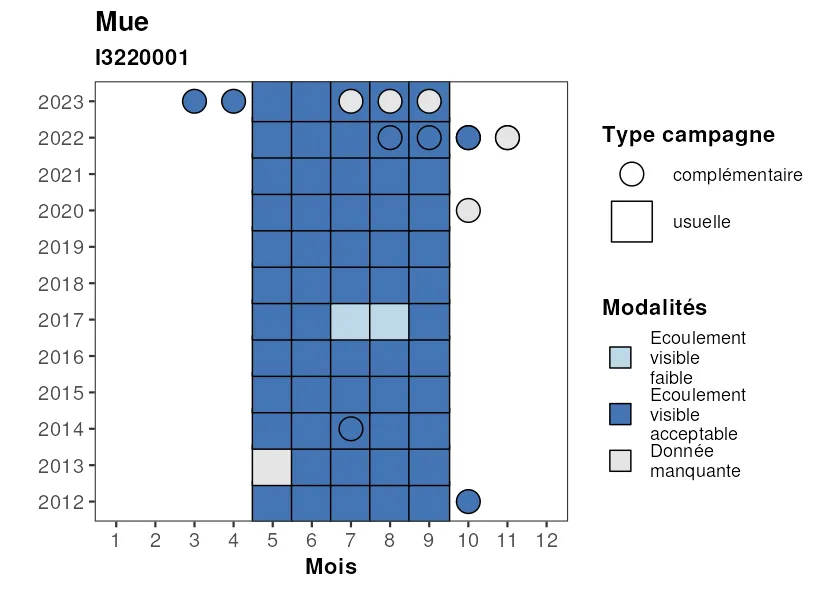 Mue
I3220001
2023
2022
2021
2020
2019
2018
2017
2016
2015
2014
2013
2012
1 2 3 4 5 6 7 8 9 10 11 12
Mois
Type campagne
complémentaire
usuelle
Modalités
Ecoulement
visible
faible
Ecoulement
visible
acceptable
Donnée
manquante